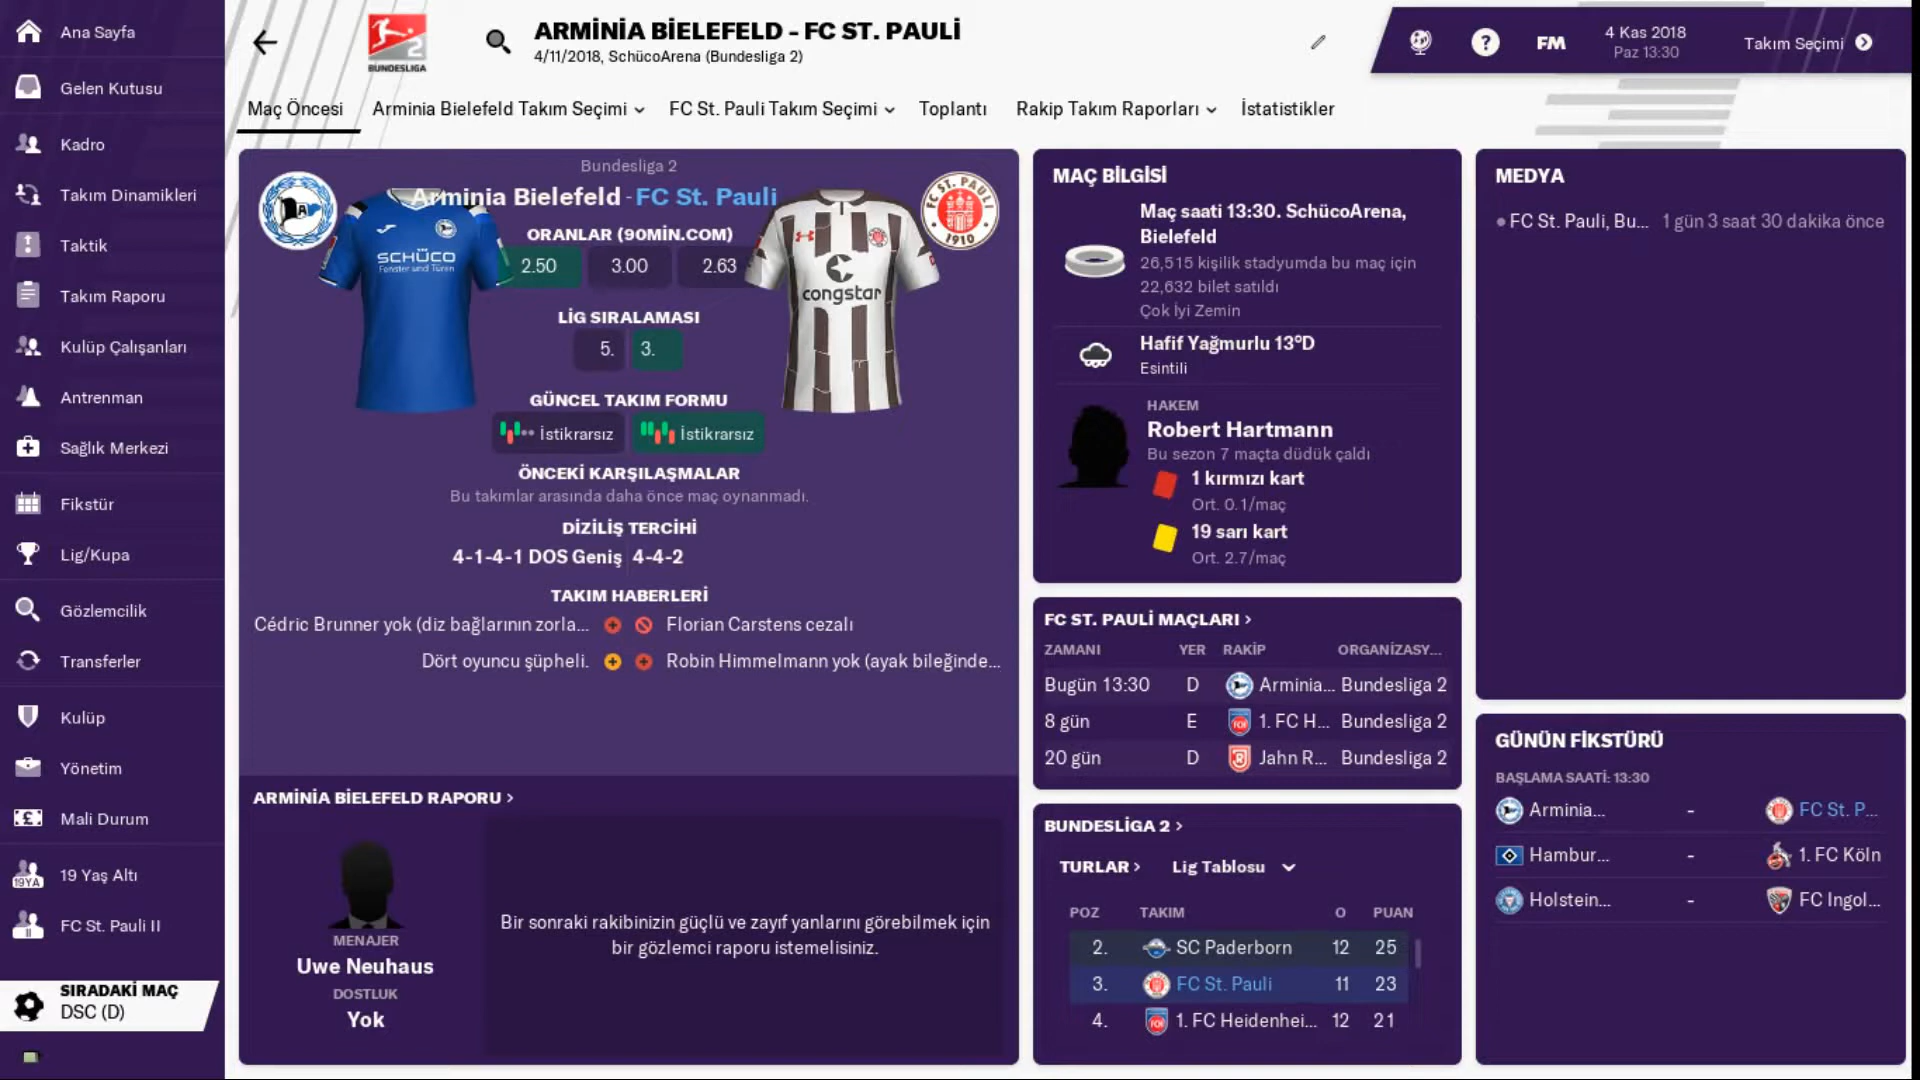 Ana Sayfa
Gelen Kutusu
Kadro
Takım Dinamikleri
Taktik
Takım Raporu
Kulüp Çalışanları
Antrenman
Sağlık Merkezi
Fikstür
Lig/Kupa
Gözlemcilik
Transferler
Kulüp
Yönetim
Mali Durum
19YA
19 Yaş Altı
II
FC St. Pauli II
SIRADAKİ MAÇ
DSC (D)
2
BUNDESLIGA
ARMİNİA BİELEFELD - FC ST. PAULİ
4/11/2018, SchücoArena (Bundesliga 2)
?
FM
4 Kas 2018
Paz 13:30
Takım Seçimi
Maç Öncesi
Arminia Bielefeld Takım Seçimi
FC St. Pauli Takım Seçimi
Toplantı
Rakip Takım Raporları
İstatistikler
Bundesliga 2
Arminia Bielefeld - FC St. Pauli
A
SCHÜCO
Fenster und Türen
FC ST. PAULI
1910
congstar
ORANLAR (90MİN.COM)
2.50 3.00 2.63
LİG SIRALAMASI
5. 3.
GÜNCEL TAKIM FORMU
İstikrarsız İstikrarsız
ÖNCEKİ KARŞILAŞMALAR
Bu takımlar arasında daha önce maç oynanmadı.
DİZİLİŞ TERCİHİ
4-1-4-1 DOS Geniş 4-4-2
TAKIM HABERLERİ
Cédric Brunner yok (diz bağlarının zorla... Florian Carstens cezalı
Dört oyuncu şüpheli. Robin Himmelmann yok (ayak bileğinde...
ARMİNİA BİELEFELD RAPORU >
MENAJER
Uwe Neuhaus
DOSTLUK
Yok
Bir sonraki rakibinizin güçlü ve zayıf yanlarını görebilmek için
bir gözlemci raporu istemelisiniz.
MAÇ BİLGİSİ
Maç saati 13:30. SchücoArena,
Bielefeld
26,515 kişilik stadyumda bu maç için
22,632 bilet satıldı
Çok İyi Zemin
Hafif Yağmurlu 13°D
Esintili
HAKEM
Robert Hartmann
Bu sezon 7 maçta düdük çaldı
1 kırmızı kart
Ort. 0.1/maç
19 sarı kart
Ort. 2.7/maç
FC ST. PAULİ MAÇLARI >
ZAMANI YER RAKİP ORGANİZASY...
Bugün 13:30 D Arminia... Bundesliga 2
8 gün E 1. FC H... Bundesliga 2
20 gün D Jahn R... Bundesliga 2
BUNDESLİGA 2 >
TURLAR > Lig Tablosu
POZ TAKIM O PUAN
2. SC Paderborn 12 25
3. FC St. Pauli 11 23
4. 1. FC Heidenhei... 12 21
MEDYA
FC St. Pauli, Bu... 1 gün 3 saat 30 dakika önce
GÜNÜN FİKSTÜRÜ
BAŞLAMA SAATİ: 13:30
Arminia... - FC St. P...
Hambur... - 1. FC Köln
Holstein... - FC Ingol...